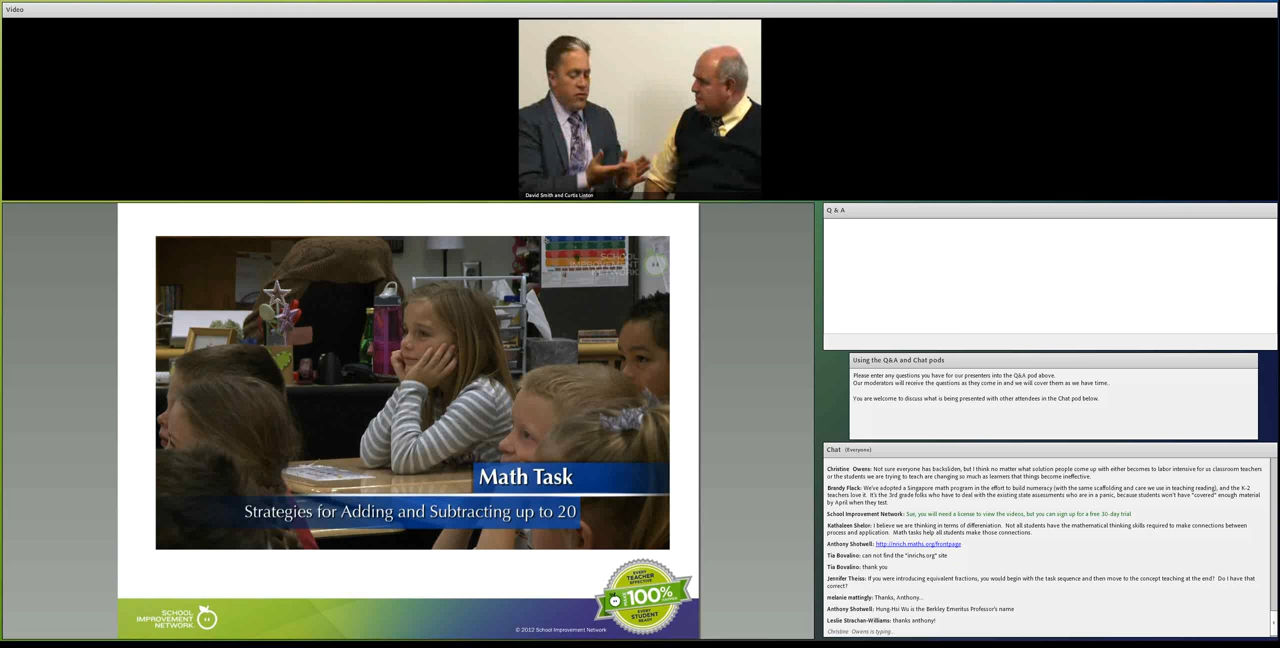 Video
David Smith and Curtis Linton
SCHOOL
IMPROVEMENT
NETWORK
Math Task
Strategies for Adding and Subtracting up to 20
SCHOOL
IMPROVEMENT
NETWORK
EVERY
TEACHER
EFFECTIVE
100%
EVERY
STUDENT
READY
© 2012 School Improvement Network
Q & A
Using the Q&A and Chat pods
Please enter any questions you have for our presenters into the Q&A pod above.
Our moderators will receive the questions as they come in and we will cover them as we have time..
You are welcome to discuss what is being presented with other attendees in the Chat pod below.
Chat (Everyone)
Christine Owens: Not sure everyone has backsliden, but I think no matter what solution people come up with either becomes to labor intensive for us classroom teachers
or the students we are trying to teach are changing so much as learners that things become ineffective.
Brandy Flack: We've adopted a Singapore math program in the effort to build numeracy (with the same scaffolding and care we use in teaching reading), and the K-2
teachers love it. It's the 3rd grade folks who have to deal with the existing state assessments who are in a panic, because students won't have "covered" enough material
by April when they test.
School Improvement Network: Sue, you will need a license to view the videos, but you can sign up for a free 30-day trial
Kathaleen Shelor: I believe we are thinking in terms of differeniation. Not all students have the mathematical thinking skills required to make connections between
process and application. Math tasks help all students make those connections.
Anthony Shotwell: http://nrich.maths.org/frontpage
Tia Bovalino: can not find the "inrichs.org" site
Tia Bovalino: thank you
Jennifer Theiss: If you were introducing equivalent fractions, you would begin with the task sequence and then move to the concept teaching at the end? Do I have that
correct?
melanie mattingly: Thanks, Anthony...
Anthony Shotwell: Hung-Hsi Wu is the Berkley Emeritus Professor's name
Leslie Strachan-Williams: thanks anthony!
Christine Owens is typing...